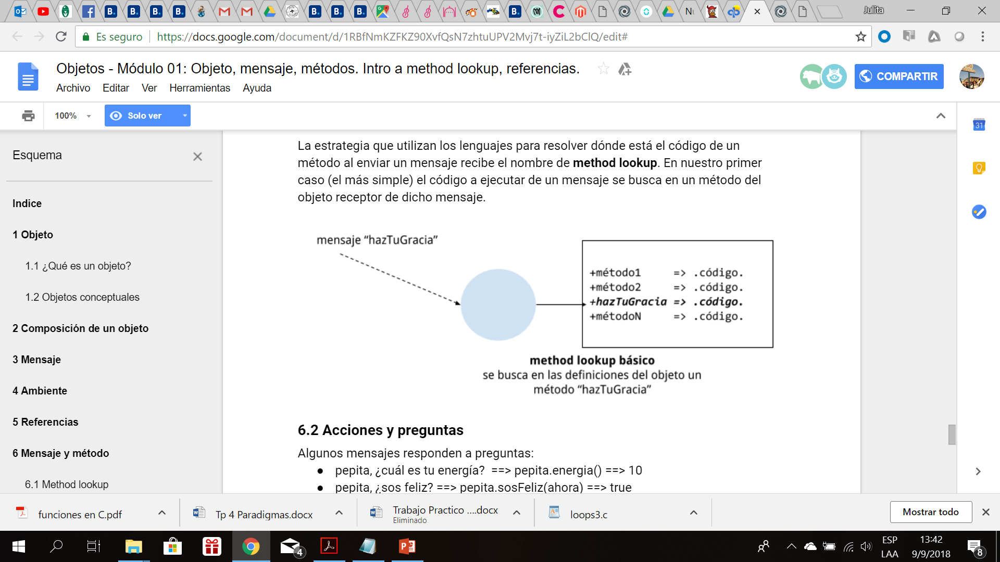 Julita
Es seguro
https://docs.google.com/document/d/1RBfNmKZFKZ90XvfQsN7zhtuUPV2Mvj7t-iyZiL2bClQ/edit#
Objetos - Módulo 01: Objeto, mensaje, métodos. Intro a method lookup, referencias.
Archivo Editar Ver Herramientas Ayuda
COMPARTIR
100%
Solo ver
31
Esquema
Indice
1 Objeto
1.1 ¿Qué es un objeto?
1.2 Objetos conceptuales
2 Composición de un objeto
3 Mensaje
4 Ambiente
5 Referencias
6 Mensaje y método
6.1 Method lookup
La estrategia que utilizan los lenguajes para resolver dónde está el código de un
método al enviar un mensaje recibe el nombre de method lookup. En nuestro primer
caso (el más simple) el código a ejecutar de un mensaje se busca en un método del
objeto receptor de dicho mensaje.
mensaje “hazTuGracia”
+método1 => .código.
+método2 => .código.
+hazTuGracia => .código.
+métodoN => .código.
method lookup básico
se busca en las definiciones del objeto un
método “hazTuGracia”
6.2 Acciones y preguntas
Algunos mensajes responden a preguntas:
● pepita, ¿cuál es tu energía? ==> pepita.energia() ==> 10
● pepita, ¿sos feliz? ==> pepita.sosFeliz(ahora) ==> true
funciones en C.pdf
Tp 4 Paradigmas.docx
Trabajo Practico ....docx
Eliminado
loops3.c
Mostrar todo
4
ESP
LAA
13:42
9/9/2018
8